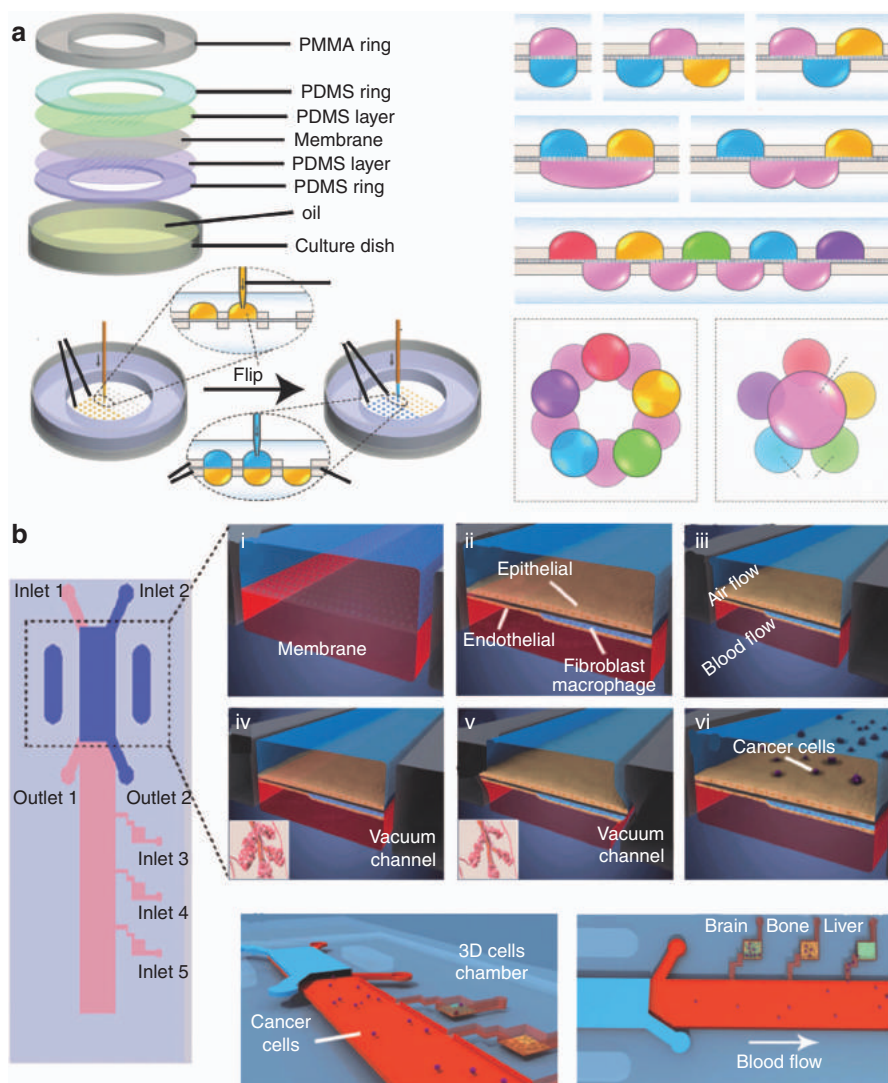 a
PMMA ring
PDMS ring
PDMS layer
Membrane
PDMS layer
PDMS ring
oil
Culture dish
Flip
b
Inlet 1
Inlet 2
Outlet 1
Outlet 2
Inlet 3
Inlet 4
Inlet 5
i
Membrane
ii
Epithelial
Endothelial
Fibroblast
macrophage
iii
Air flow
Blood flow
iv
Vacuum
channel
v
Vacuum
channel
vi
Cancer cells
3D cells
chamber
Cancer
cells
Brain
Bone
Liver
Blood flow